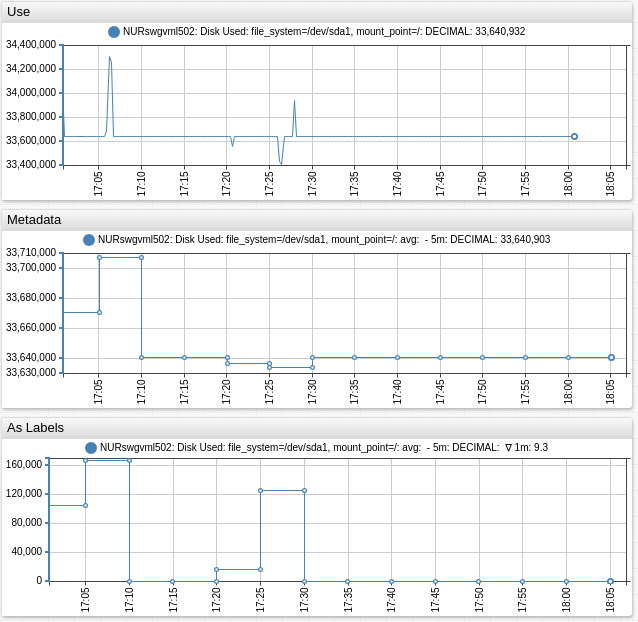 Use
NURswgvml502: Disk Used: file_system=/dev/sda1, mount_point=/: DECIMAL: 33,640,932
34,400,000
34,200,000
34,000,000
33,800,000
33,600,000
33,400,000
17:05 17:10 17:15 17:20 17:25 17:30 17:35 17:40 17:45 17:50 17:55 18:00 18:05
Metadata
NURswgvml502: Disk Used: file_system=/dev/sda1, mount_point=/: avg: - 5m: DECIMAL: 33,640,903
33,710,000
33,700,000
33,680,000
33,660,000
33,640,000
33,630,000
17:05 17:10 17:15 17:20 17:25 17:30 17:35 17:40 17:45 17:50 17:55 18:00 18:05
As Labels
NURswgvml502: Disk Used: file_system=/dev/sda1, mount_point=/: avg: - 5m: DECIMAL: ∇ 1m: 9.3
160,000
120,000
80,000
40,000
0
17:05 17:10 17:15 17:20 17:25 17:30 17:35 17:40 17:45 17:50 17:55 18:00 18:05